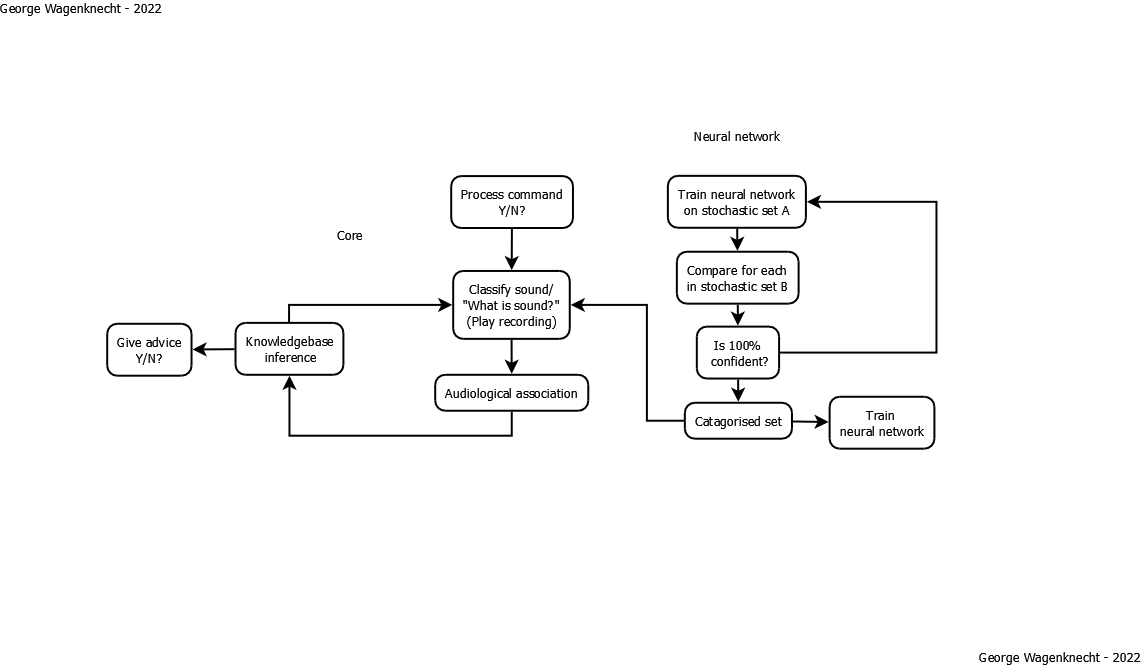 George Wagenknecht - 2022
Neural network
Process command
Y/N?
Train neural network
on stochastic set A
Core
Classify sound/
"What is sound?"
(Play recording)
Compare for each
in stochastic set B
Give advice
Y/N?
Knowledgebase
inference
Is 100%
confident?
Audiological association
Catagorised set
Train
neural network
George Wagenknecht - 2022